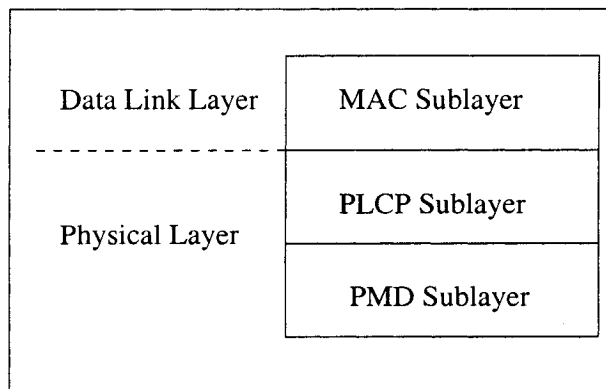 Data Link Layer
MAC Sublayer
PLCP Sublayer
Physical Layer
PMD Sublayer